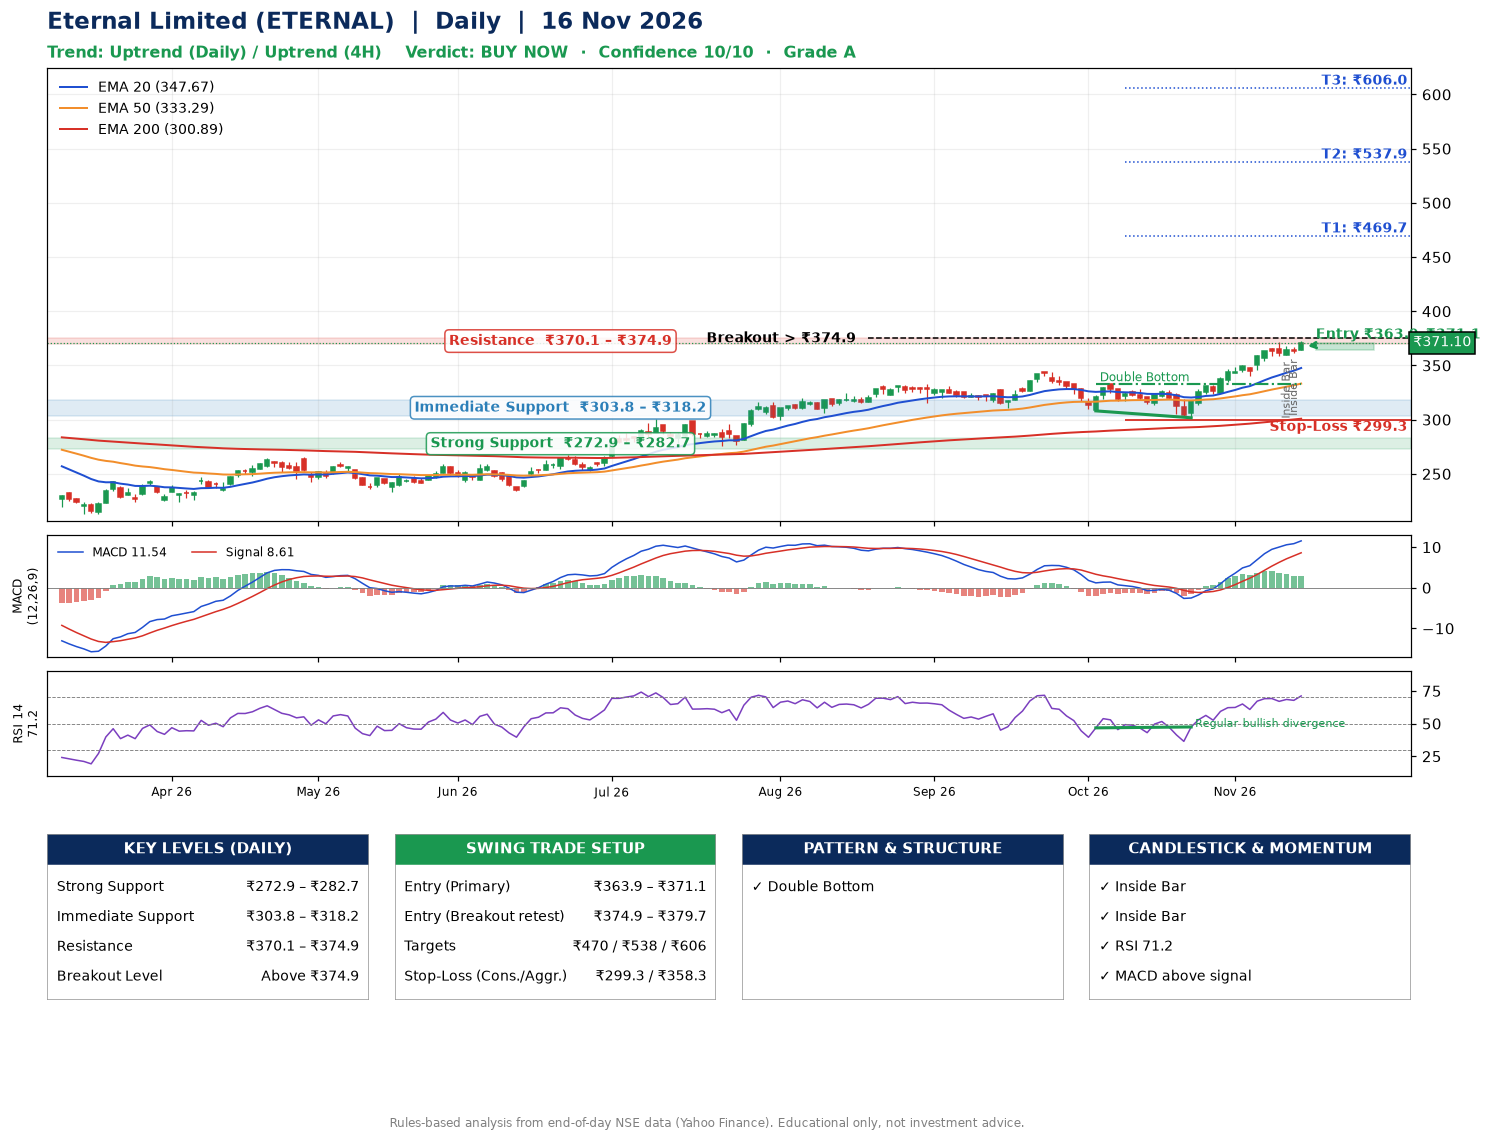 Eternal Limited (ETERNAL)  |  Daily  |  16 Nov 2026
Trend: Uptrend (Daily) / Uptrend (4H)    Verdict: BUY NOW  ·  Confidence 10/10  ·  Grade A
EMA 20 (347.67)
EMA 50 (333.29)
EMA 200 (300.89)
T3: ₹606.0
T2: ₹537.9
T1: ₹469.7
600
550
500
450
400
350
300
250
Resistance  ₹370.1 – ₹374.9
Breakout > ₹374.9
Entry ₹363.9
₹371.10
Double Bottom
Inside Bar
Inside Bar
Immediate Support  ₹303.8 – ₹318.2
Stop-Loss ₹299.3
Strong Support  ₹272.9 – ₹282.7
MACD 11.54
Signal 8.61
MACD
(12,26,9)
10
0
−10
RSI 14
71.2
75
50
25
Regular bullish divergence
Apr 26
May 26
Jun 26
Jul 26
Aug 26
Sep 26
Oct 26
Nov 26
KEY LEVELS (DAILY)
Strong Support ₹272.9 – ₹282.7
Immediate Support ₹303.8 – ₹318.2
Resistance ₹370.1 – ₹374.9
Breakout Level Above ₹374.9
SWING TRADE SETUP
Entry (Primary) ₹363.9 – ₹371.1
Entry (Breakout retest) ₹374.9 – ₹379.7
Targets ₹470 / ₹538 / ₹606
Stop-Loss (Cons./Aggr.) ₹299.3 / ₹358.3
PATTERN & STRUCTURE
✓ Double Bottom
CANDLESTICK & MOMENTUM
✓ Inside Bar
✓ Inside Bar
✓ RSI 71.2
✓ MACD above signal
Rules-based analysis from end-of-day NSE data (Yahoo Finance). Educational only, not investment advice.